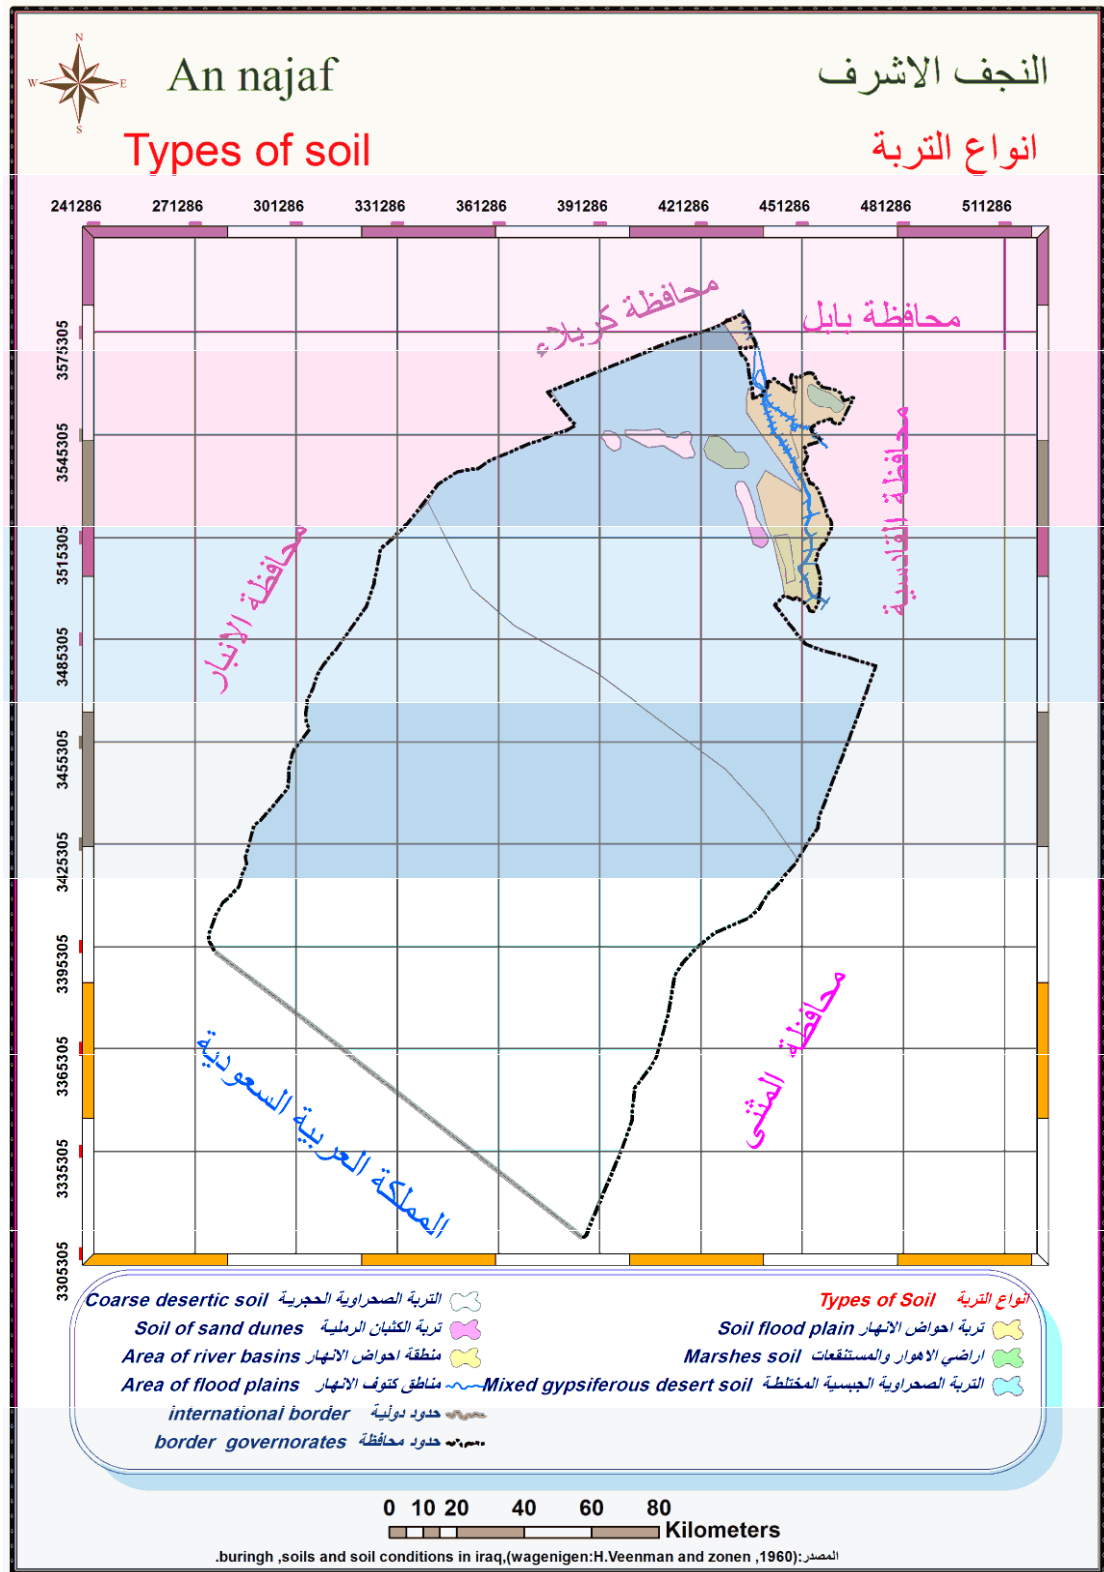 N
W E
S
An najaf
النجف الاشرف
Types of soil
انواع التربة
241286 271286 301286 331286 361286 391286 421286 451286 481286 511286
3575305
3545305
3515305
3485305
3455305
3425305
3395305
3365305
3335305
3305305
محافظة كربلاء
محافظة بابل
محافظة القادسية
محافظة الانبار
محافظة المثنى
المملكة العربية السعودية
Types of Soil انواع التربة
Soil flood plain تربة احواض الانهار
Marshes soil اراضي الاهوار والمستنقعات
Mixed gypsiferous desert soil التربة الصحراوية الجبسية المختلطة
Coarse desertic soil التربة الصحراوية الحجرية
Soil of sand dunes تربة الكثبان الرملية
Area of river basins منطقة احواض الانهار
Area of flood plains مناطق كتوف الانهار
international border حدود دولية
border governorates حدود محافظة
0 10 20 40 60 80
Kilometers
المصدر:buringh ,soils and soil conditions in iraq,(wagenigen:H.Veenman and zonen ,1960).